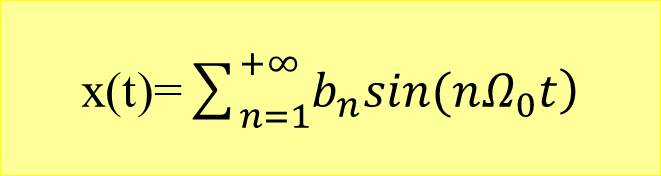 x(t)= ∑_{n=1}^{+∞} b_n sin(nΩ_0 t)